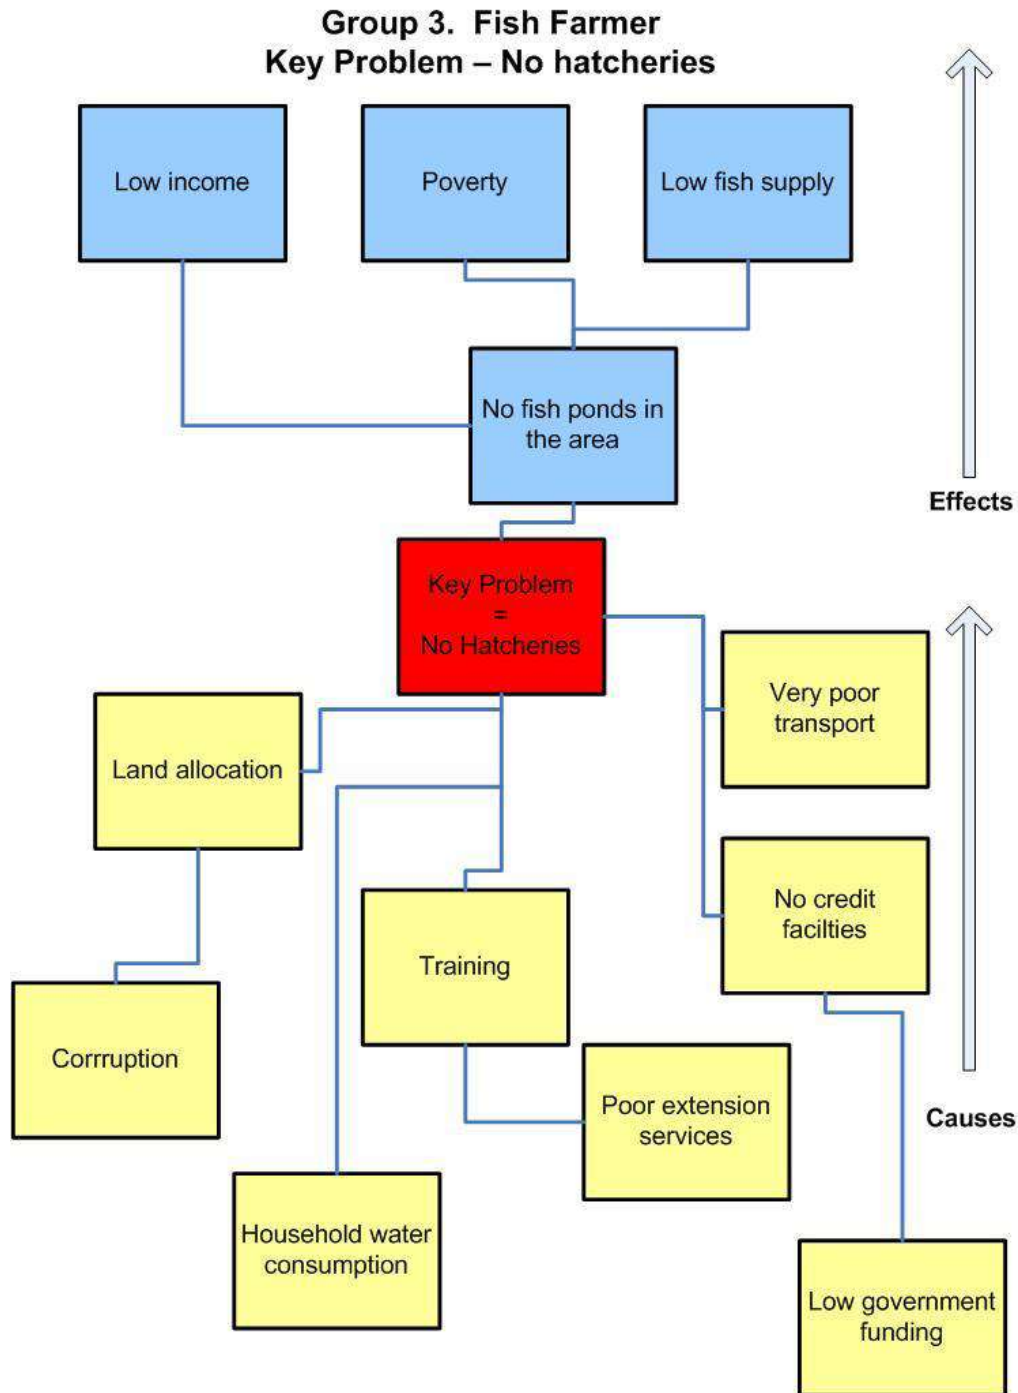 Group 3.  Fish Farmer
Key Problem – No hatcheries
Low income
Poverty
Low fish supply
No fish ponds in
the area
Effects
Key Problem
=
No Hatcheries
Very poor
transport
Land allocation
No credit
facilties
Training
Corrruption
Poor extension
services
Causes
Household water
consumption
Low government
funding